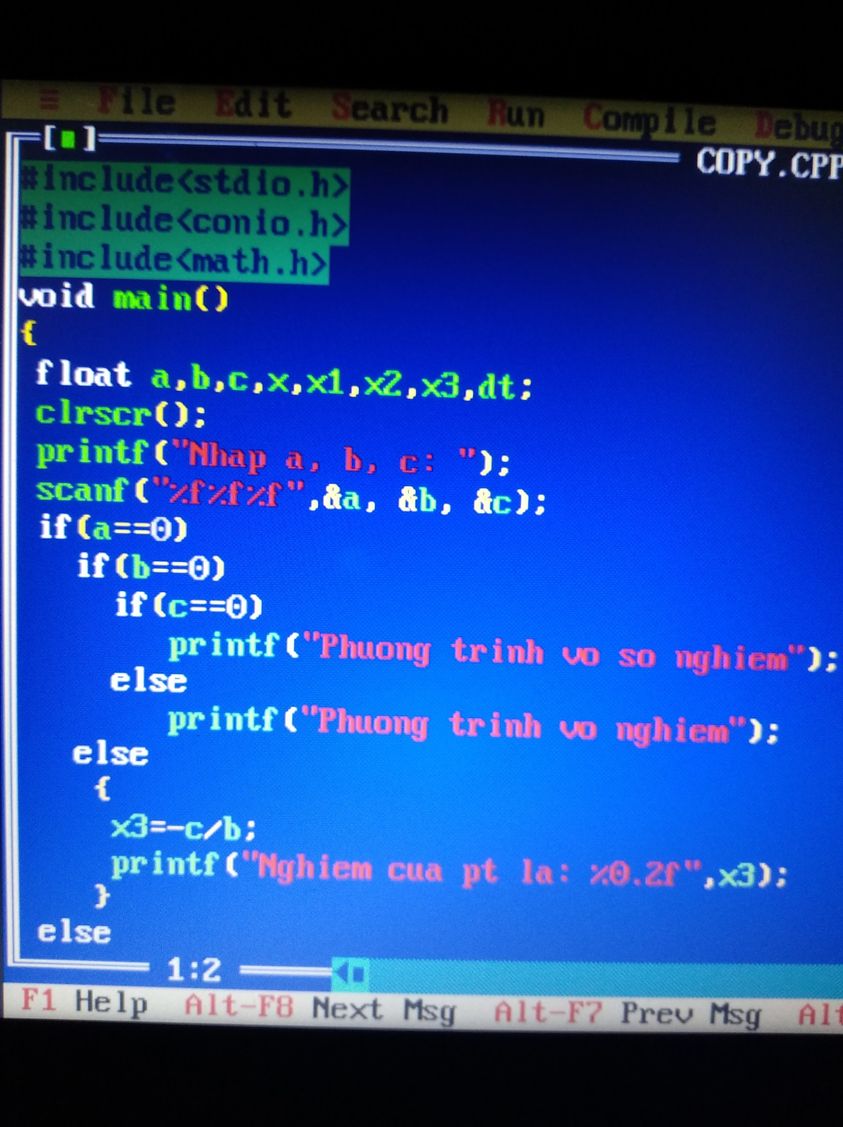 ≡ File Edit Search Run Compile Debug
[■] COPY.CPP
#include<stdio.h>
#include<conio.h>
#include<math.h>
void main()
{
float a,b,c,x,x1,x2,x3,dt;
clrscr();
printf("Nhap a, b, c: ");
scanf("%f%f%f",&a, &b, &c);
if(a==0)
if(b==0)
if(c==0)
printf("Phuong trinh vo so nghiem");
else
printf("Phuong trinh vo nghiem");
else
{
x3=-c/b;
printf("Nghiem cua pt la: %0.2f",x3);
}
else
1:2
F1 Help Alt-F8 Next Msg Alt-F7 Prev Msg Alt